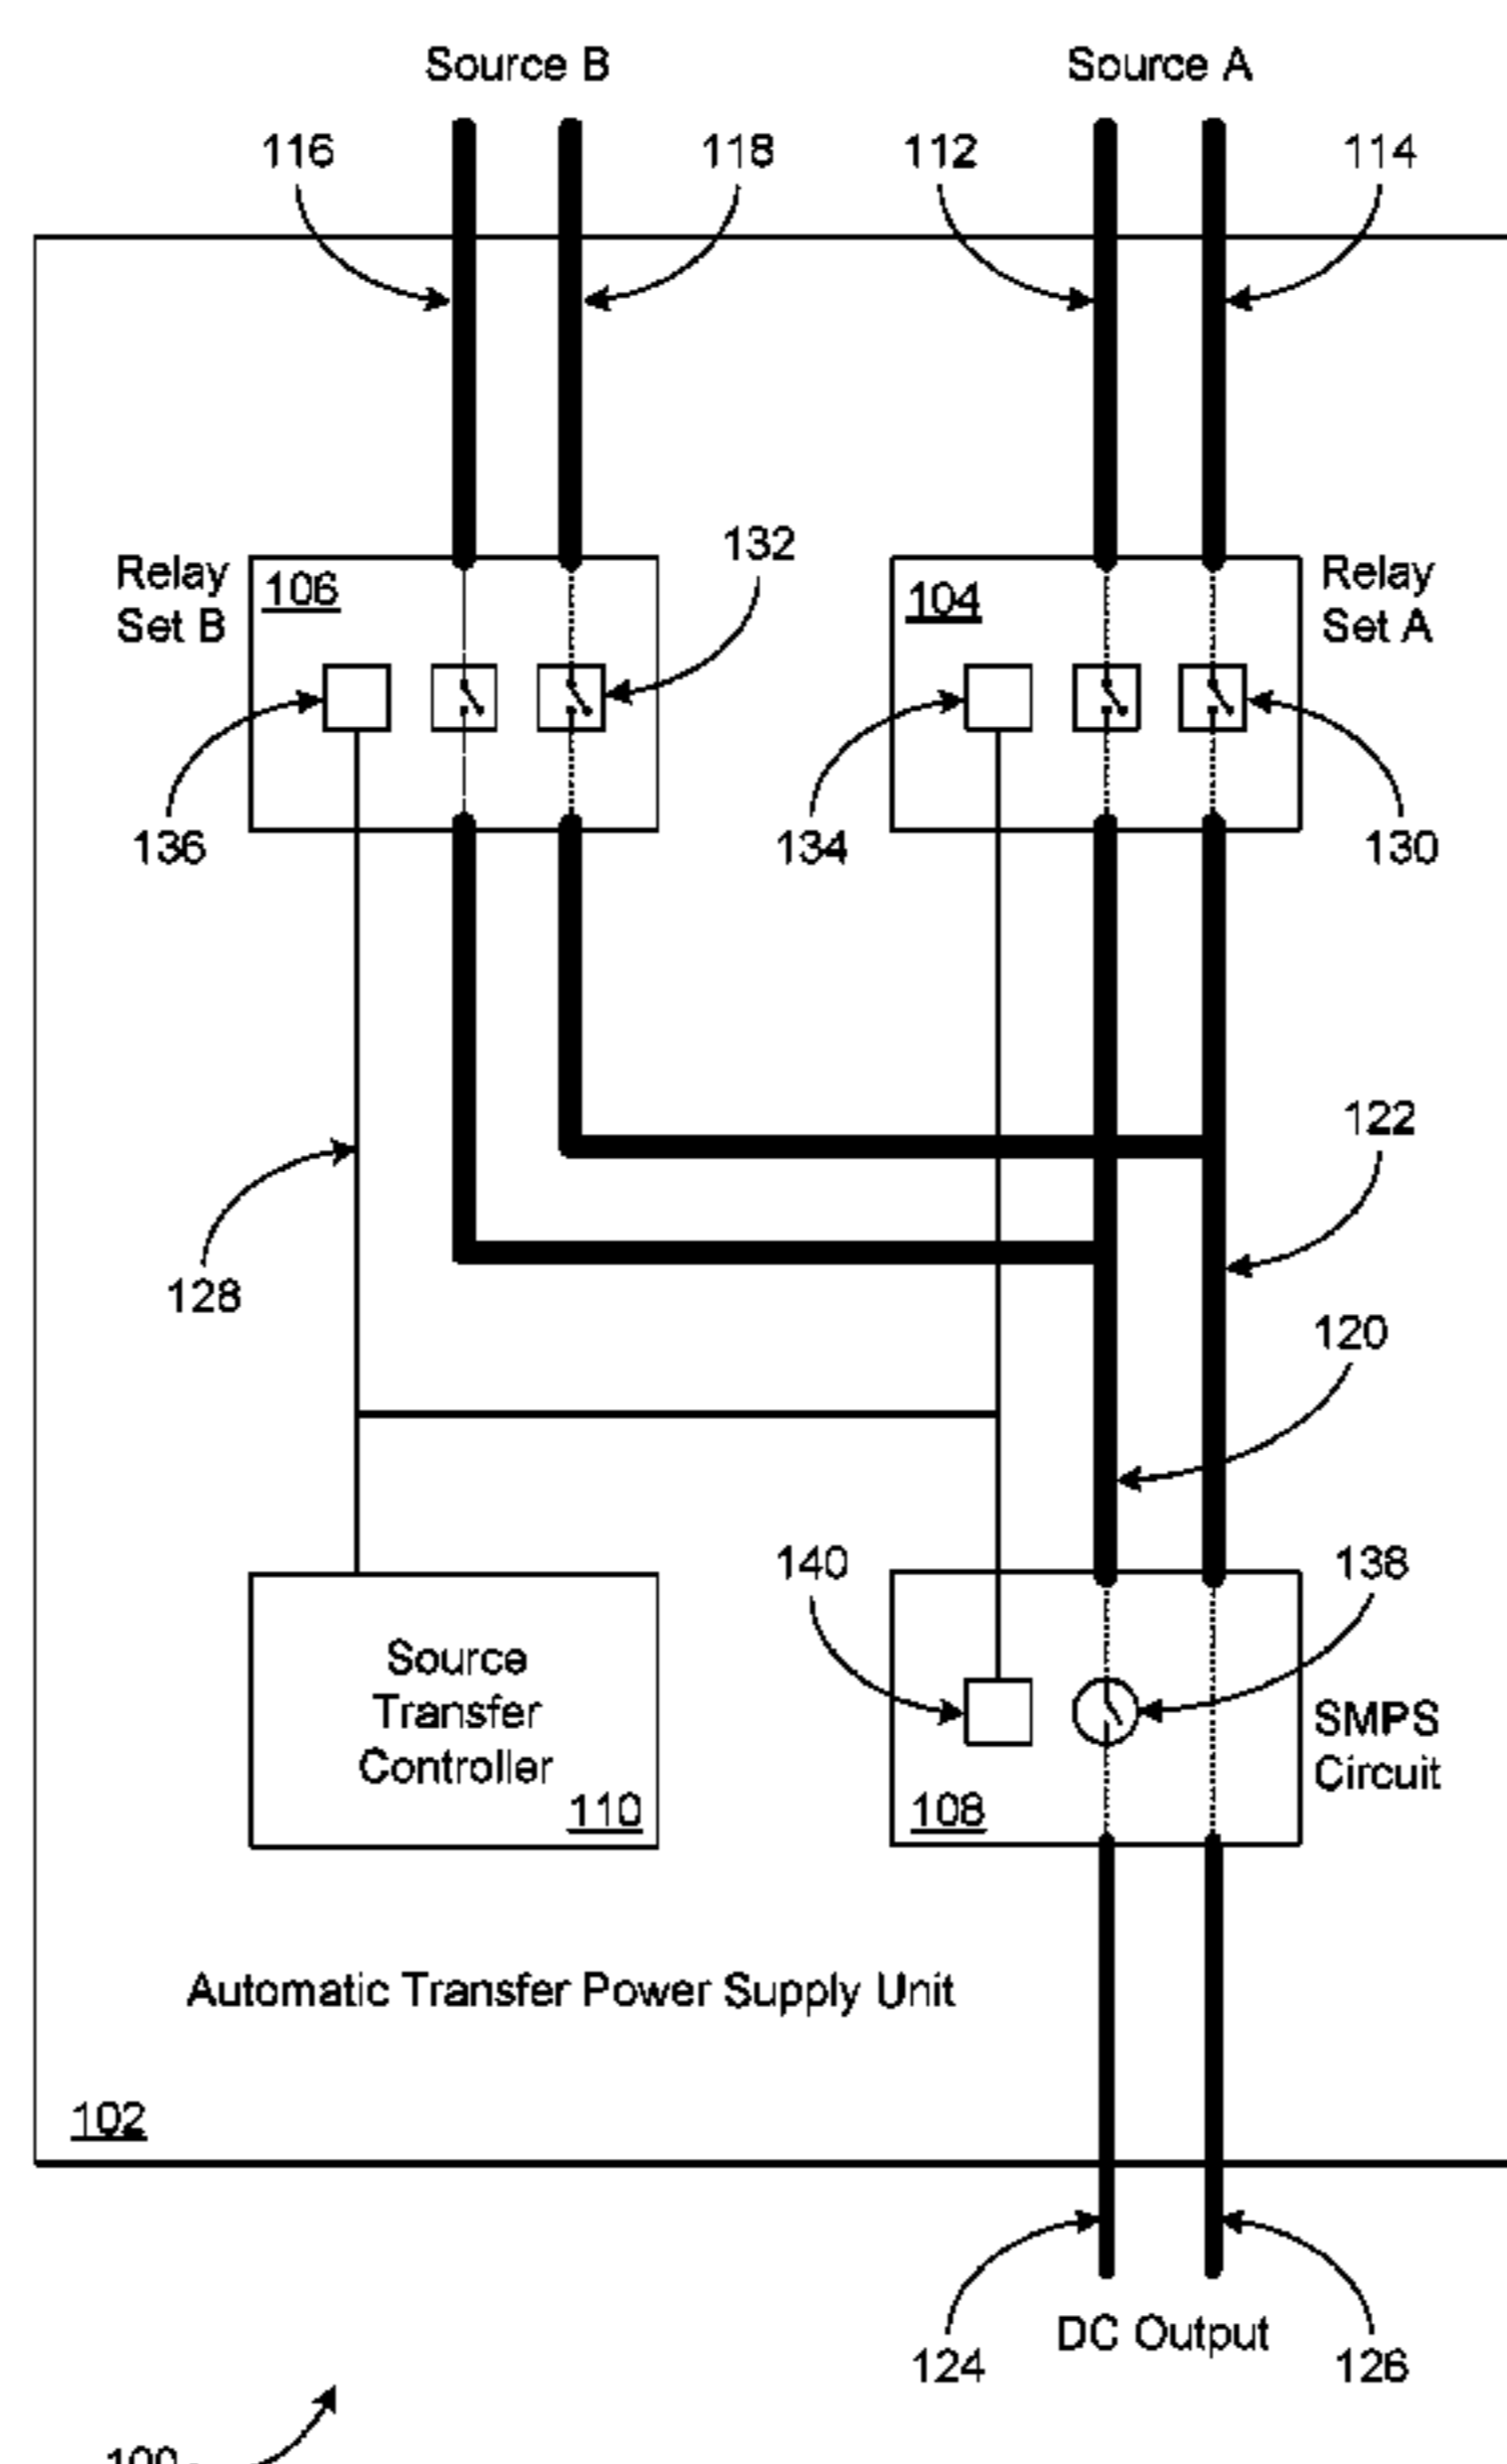 Source B
Source A
116
118
112
114
Relay
Set B
106
132
104
Relay
Set A
136
134
130
122
128
120
140
138
Source
Transfer
Controller
110
108
SMPS
Circuit
Automatic Transfer Power Supply Unit
102
DC Output
124
126